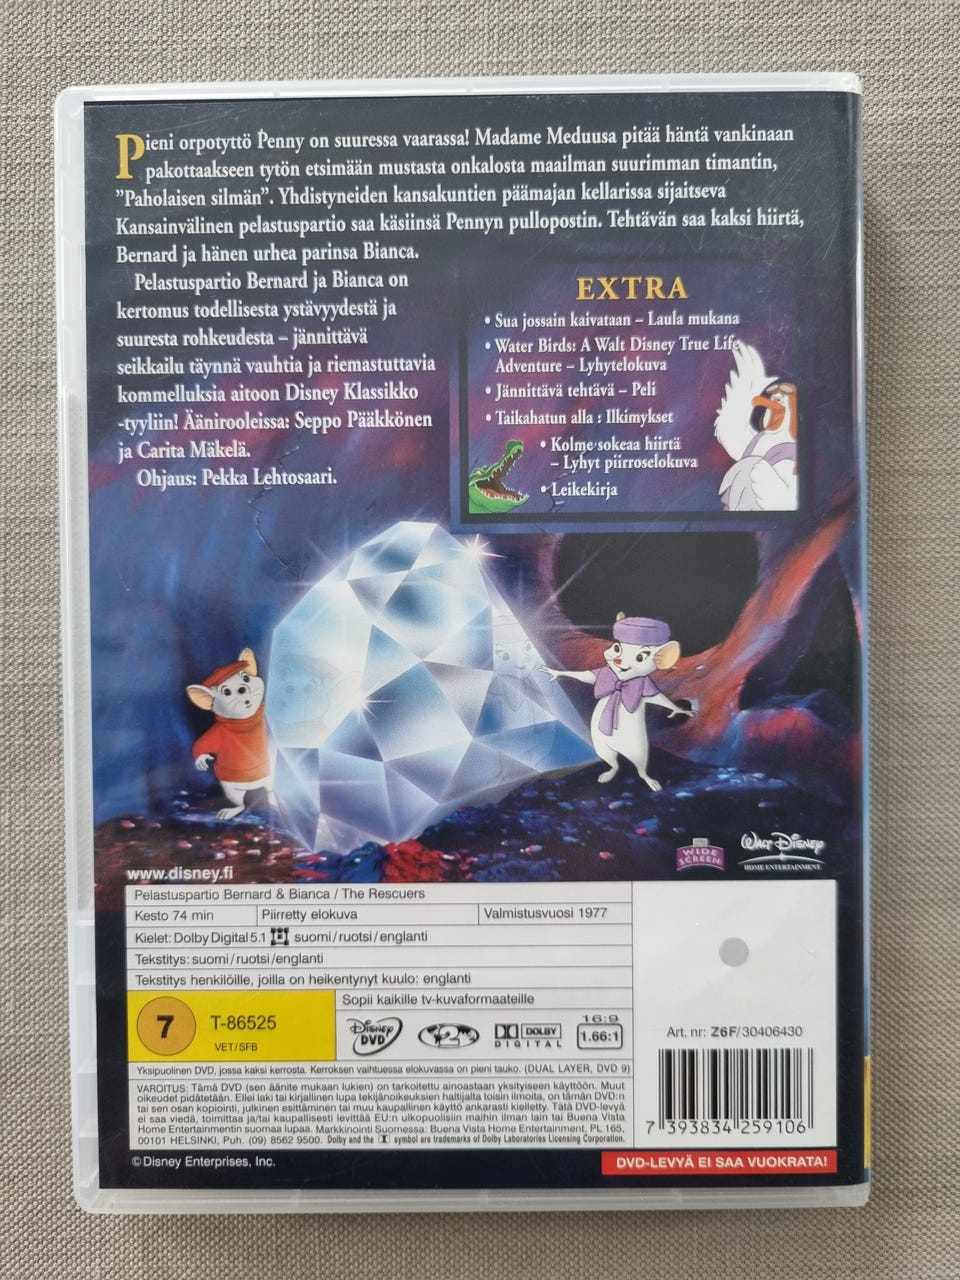 Pieni orpotyttö Penny on suuressa vaarassa! Madame Meduusa pitää häntä vankinaan
pakottaakseen tytön etsimään mustasta onkalosta maailman suurimman timantin,
”Paholaisen silmän”. Yhdistyneiden kansakuntien päämajan kellarissa sijaitseva
Kansainvälinen pelastuspartio saa käsiinsä Pennyn pullopostin. Tehtävän saa kaksi hiirtä,
Bernard ja hänen urhea parinsa Bianca.
Pelastuspartio Bernard ja Bianca on
kertomus todellisesta ystävyydestä ja
suuresta rohkeudesta – jännittävä
seikkailu täynnä vauhtia ja riemastuttavia
kommelluksia aitoon Disney Klassikko
-tyyliin! Äänirooleissa: Seppo Pääkkönen
ja Carita Mäkelä.
Ohjaus: Pekka Lehtosaari.
EXTRA
• Sua jossain kaivataan – Laula mukana
• Water Birds: A Walt Disney True Life
Adventure – Lyhytelokuva
• Jännittävä tehtävä – Peli
• Taikahatun alla : Ilkimykset
• Kolme sokeaa hiirtä
– Lyhyt piirroselokuva
• Leikekirja
WIDE
SCREEN
WALT DISNEY
HOME ENTERTAINMENT
www.disney.fi
Pelastuspartio Bernard & Bianca / The Rescuers
Kesto 74 min Piirretty elokuva Valmistusvuosi 1977
Kielet: Dolby Digital 5.1 suomi/ruotsi/englanti
Tekstitys: suomi/ruotsi/englanti
Tekstitys henkilöille, joilla on heikentynyt kuulo: englanti
7 T-86525
VET/SFB
Sopii kaikille tv-kuvaformaateille
DISNEY
DVD
2
DOLBY
DIGITAL
16:9
1.66:1
Art. nr: Z6F/30406430
Yksipuolinen DVD, jossa kaksi kerrosta. Kerroksen vaihtuessa elokuvassa on pieni tauko. (DUAL LAYER, DVD 9)
VAROITUS: Tämä DVD (sen äänite mukaan lukien) on tarkoitettu ainoastaan yksityiseen käyttöön. Muut
oikeudet pidätetään. Ellei laki tai kirjallinen lupa tekijänoikeuksien haltijalta toisin ilmoita, on tämän DVD:n
tai sen osan kopiointi, julkinen esittäminen tai muu kaupallinen käyttö ankarasti kielletty. Tätä DVD-levyä
ei saa viedä, toimittaa ja/tai kaupallisesti levittää EU:n ulkopuolisiin maihin ilman lain tai Buena Vista
Home Entertainmentin suomaa lupaa. Markkinointi Suomessa: Buena Vista Home Entertainment, PL 165,
00101 HELSINKI, Puh. (09) 8562 9500. Dolby and the symbol are trademarks of Dolby Laboratories Licensing Corporation.
7 393834 259106
© Disney Enterprises, Inc.
DVD-LEVYÄ EI SAA VUOKRATA!